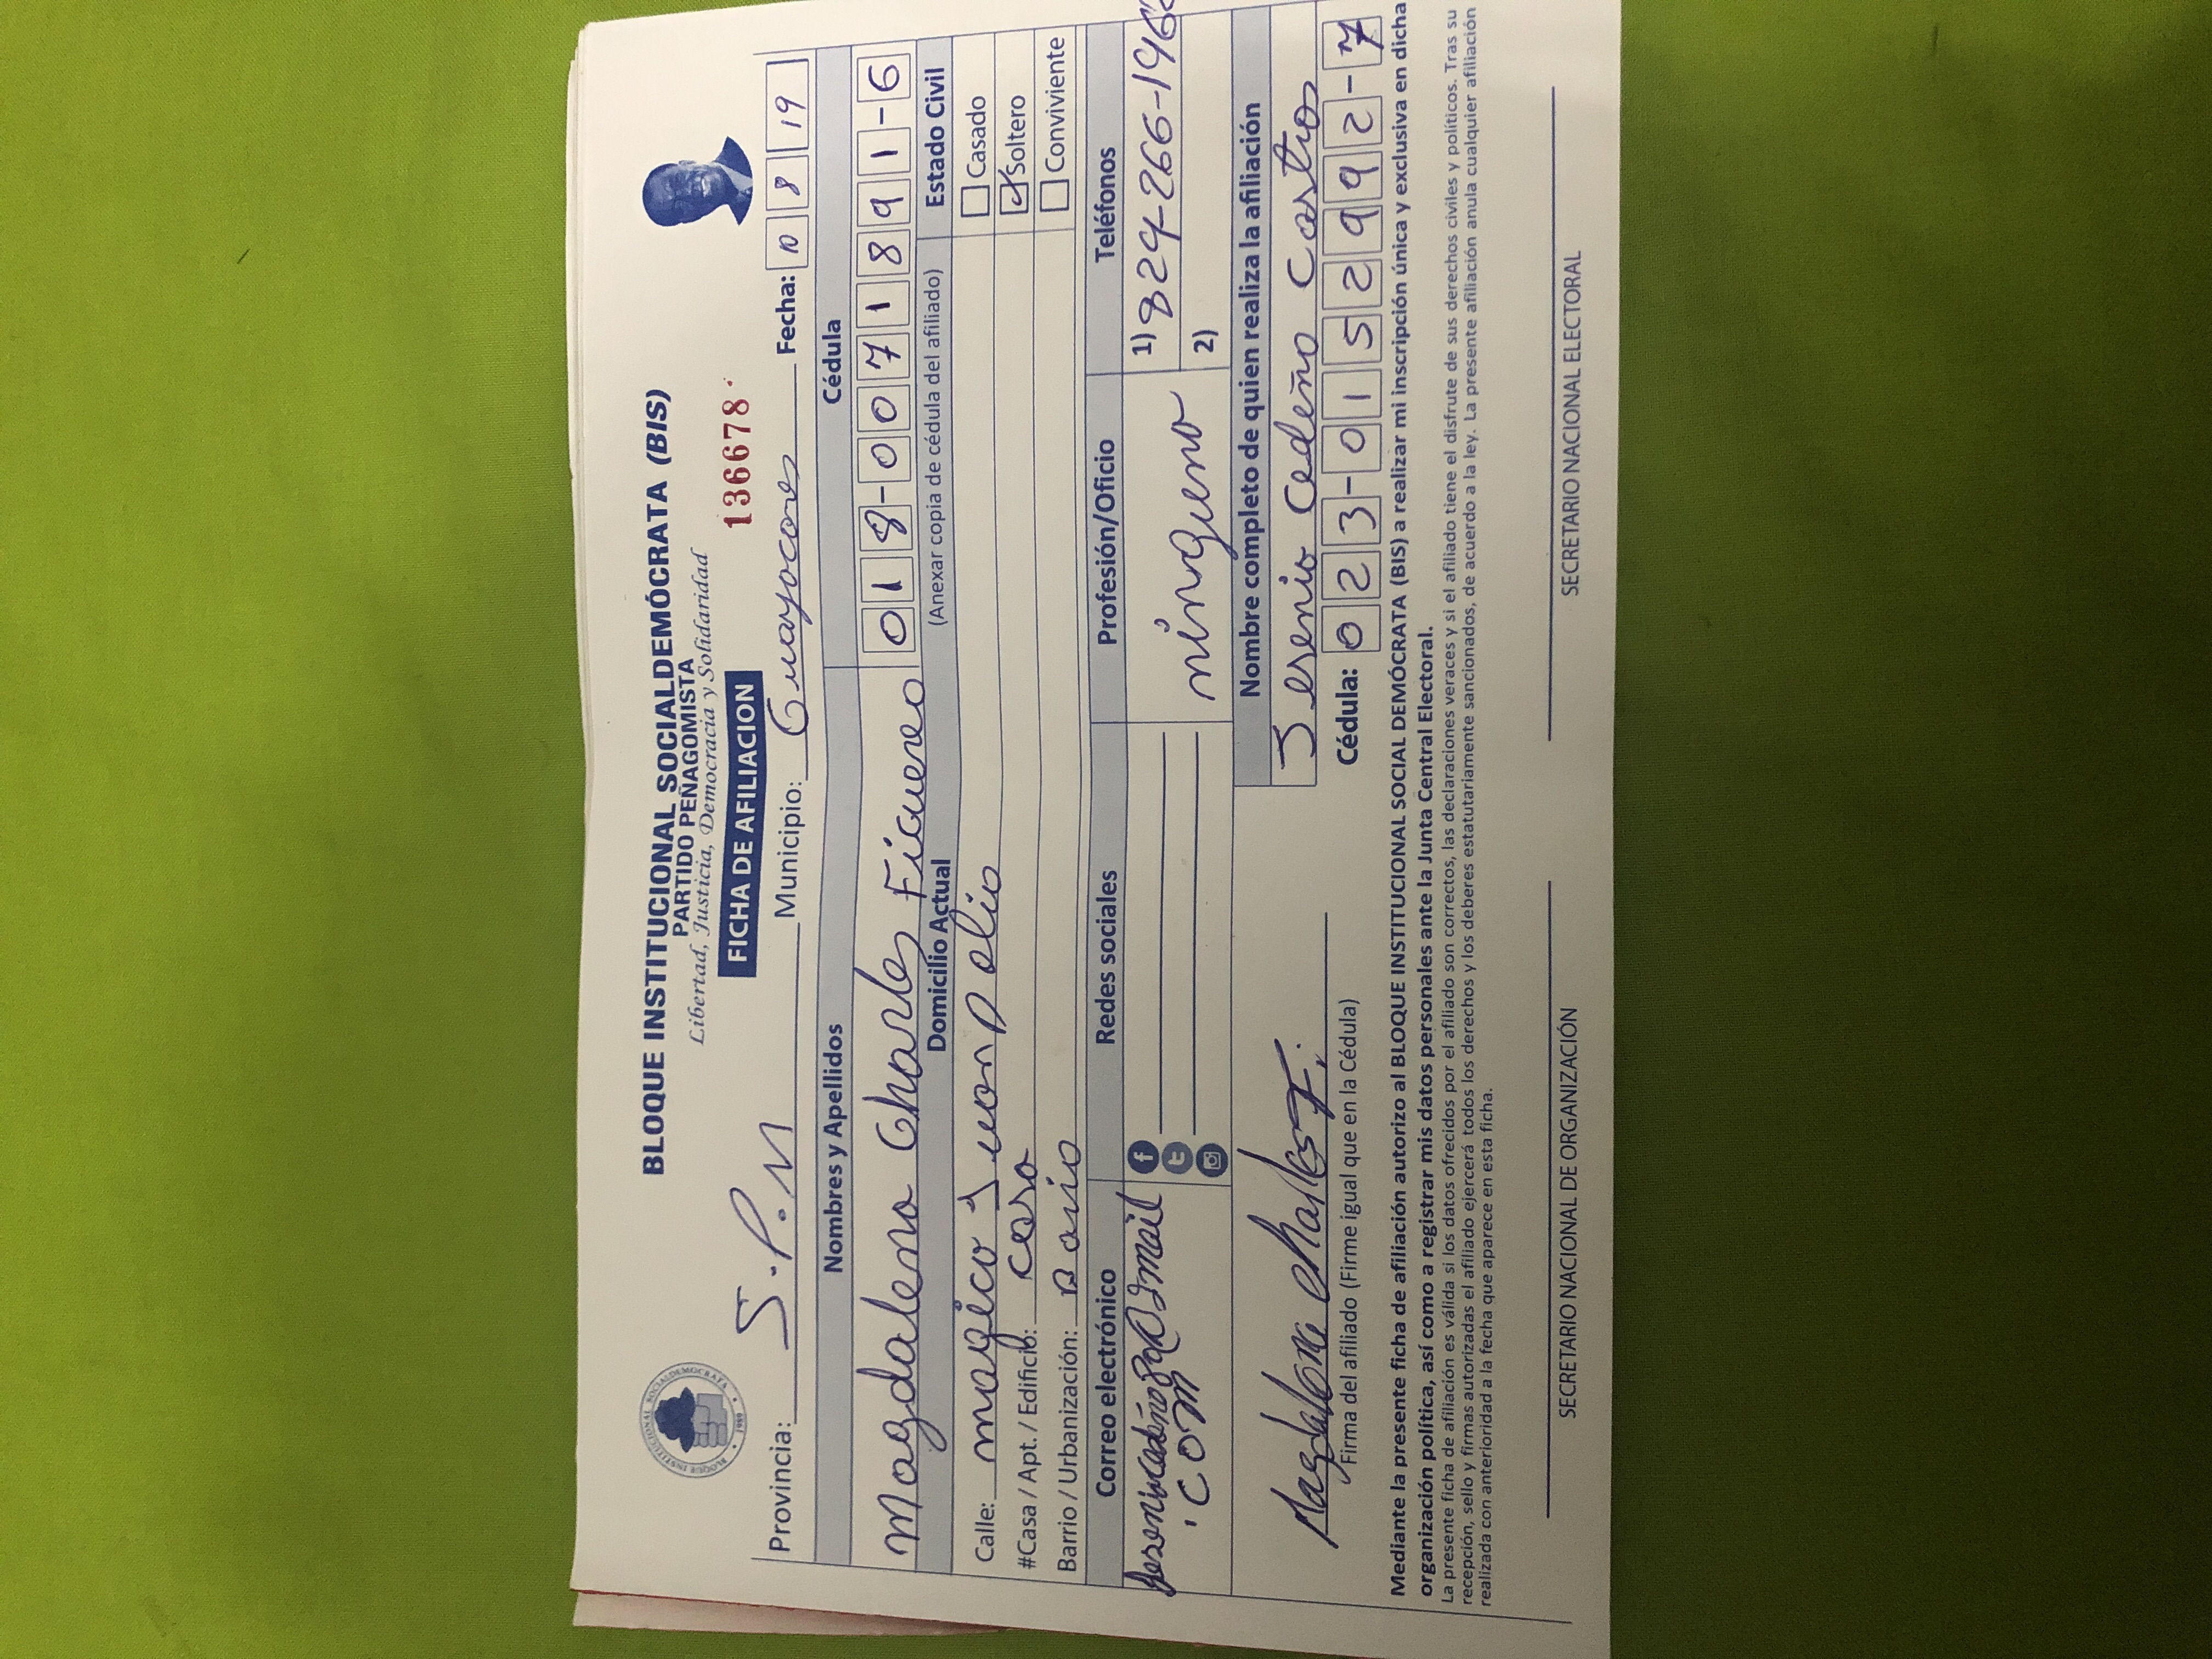 BLOQUE INSTITUCIONAL SOCIALDEMÓCRATA (BIS)
PARTIDO PEÑAGOMISTA
Libertad, Justicia, Democracia y Solidaridad
FICHA DE AFILIACION
136678
Provincia: S.P.M Municipio: Guayacanes Fecha: 10 8 19
Nombres y Apellidos Cédula
Magdalena Charles Figuereo 018-0071891-6
Domicilio Actual (Anexar copia de cédula del afiliado) Estado Civil
Calle: Juan Casado
#Casa / Apt. / Edificio: casa Soltero
Barrio / Urbanización: Conviviente
Correo electrónico Redes sociales Profesión/Oficio Teléfonos
1) 829-266-196
.com ninguna 2)
Nombre completo de quien realiza la afiliación
Jesenia Cedeño Castro
Magdalena Charles F. Cédula: 023-0152992-7
Firma del afiliado (Firme igual que en la Cédula)
Mediante la presente ficha de afiliación autorizo al BLOQUE INSTITUCIONAL SOCIAL DEMÓCRATA (BIS) a realizar mi inscripción única y exclusiva en dicha
organización política, así como a registrar mis datos personales ante la Junta Central Electoral.
La presente ficha de afiliación es válida si los datos ofrecidos por el afiliado son correctos, las declaraciones veraces y si el afiliado tiene el disfrute de sus derechos civiles y políticos. Tras su
recepción, sello y firmas autorizadas el afiliado ejercerá todos los derechos y los deberes estatutariamente sancionados, de acuerdo a la ley. La presente afiliación anula cualquier afiliación
realizada con anterioridad a la fecha que aparece en esta ficha.
SECRETARIO NACIONAL DE ORGANIZACIÓN SECRETARIO NACIONAL ELECTORAL